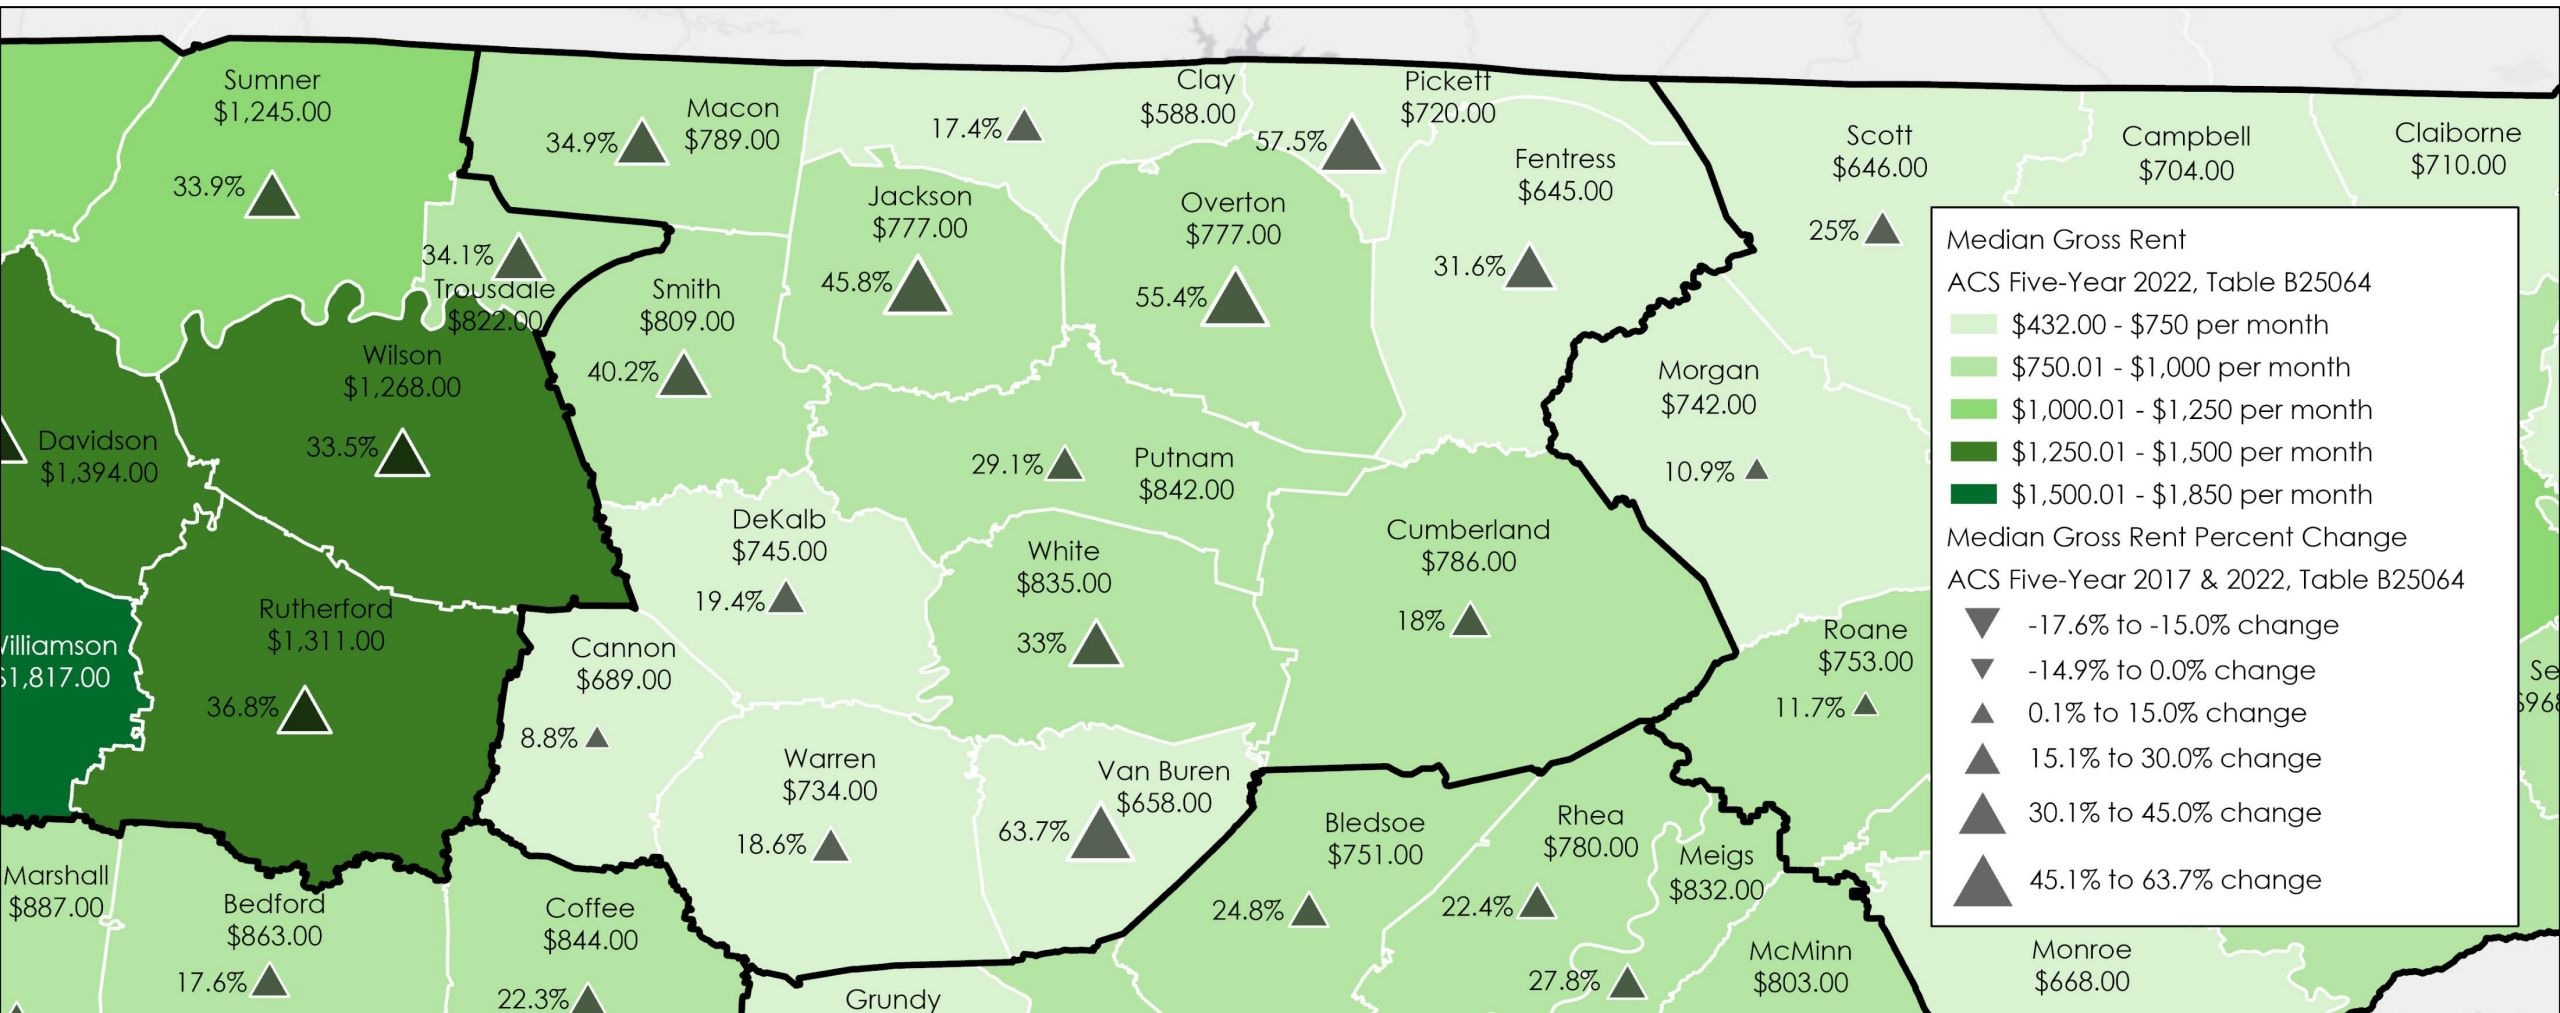 Sumner
$1,245.00
33.9%
Macon
$789.00
34.9%
Clay
$588.00
17.4%
Pickett
$720.00
57.5%
Fentress
$645.00
31.6%
Scott
$646.00
25%
Campbell
$704.00
Claiborne
$710.00
34.1%
Trousdale
$822.00
Smith
$809.00
40.2%
Jackson
$777.00
45.8%
Overton
$777.00
55.4%
Wilson
$1,268.00
33.5%
Davidson
$1,394.00
Morgan
$742.00
10.9%
29.1%
Putnam
$842.00
DeKalb
$745.00
19.4%
White
$835.00
33%
Cumberland
$786.00
18%
Rutherford
$1,311.00
36.8%
illiamson
1,817.00
Cannon
$689.00
8.8%
Roane
$753.00
11.7%
Warren
$734.00
18.6%
Van Buren
$658.00
63.7%
Bledsoe
$751.00
24.8%
Rhea
$780.00
22.4%
Meigs
$832.00
27.8%
Marshall
$887.00
Bedford
$863.00
17.6%
Coffee
$844.00
22.3%
Grundy
McMinn
$803.00
Monroe
$668.00
Se
Median Gross Rent
ACS Five-Year 2022, Table B25064
$432.00 - $750 per month
$750.01 - $1,000 per month
$1,000.01 - $1,250 per month
$1,250.01 - $1,500 per month
$1,500.01 - $1,850 per month
Median Gross Rent Percent Change
ACS Five-Year 2017 & 2022, Table B25064
-17.6% to -15.0% change
-14.9% to 0.0% change
0.1% to 15.0% change
15.1% to 30.0% change
30.1% to 45.0% change
45.1% to 63.7% change